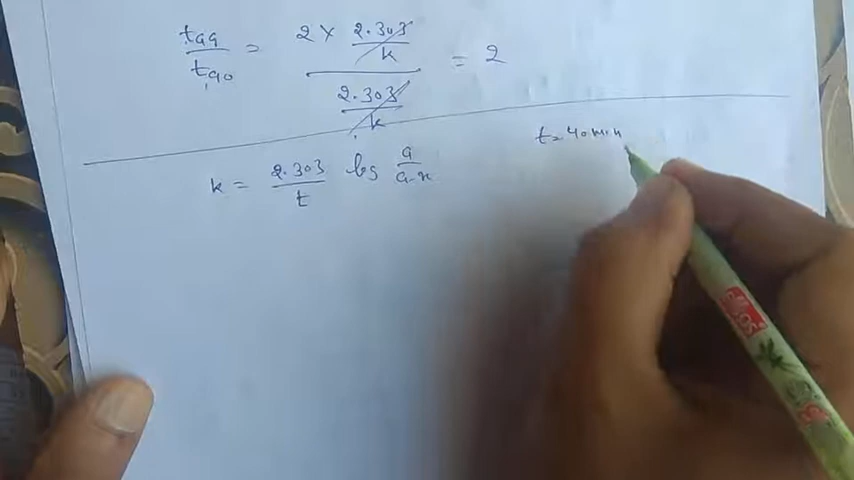 t₉₉/t₉₀ = (2 × 2.303/k)/(2.303/k) = 2
t = 40 min
k = 2.303/t log a/a-x